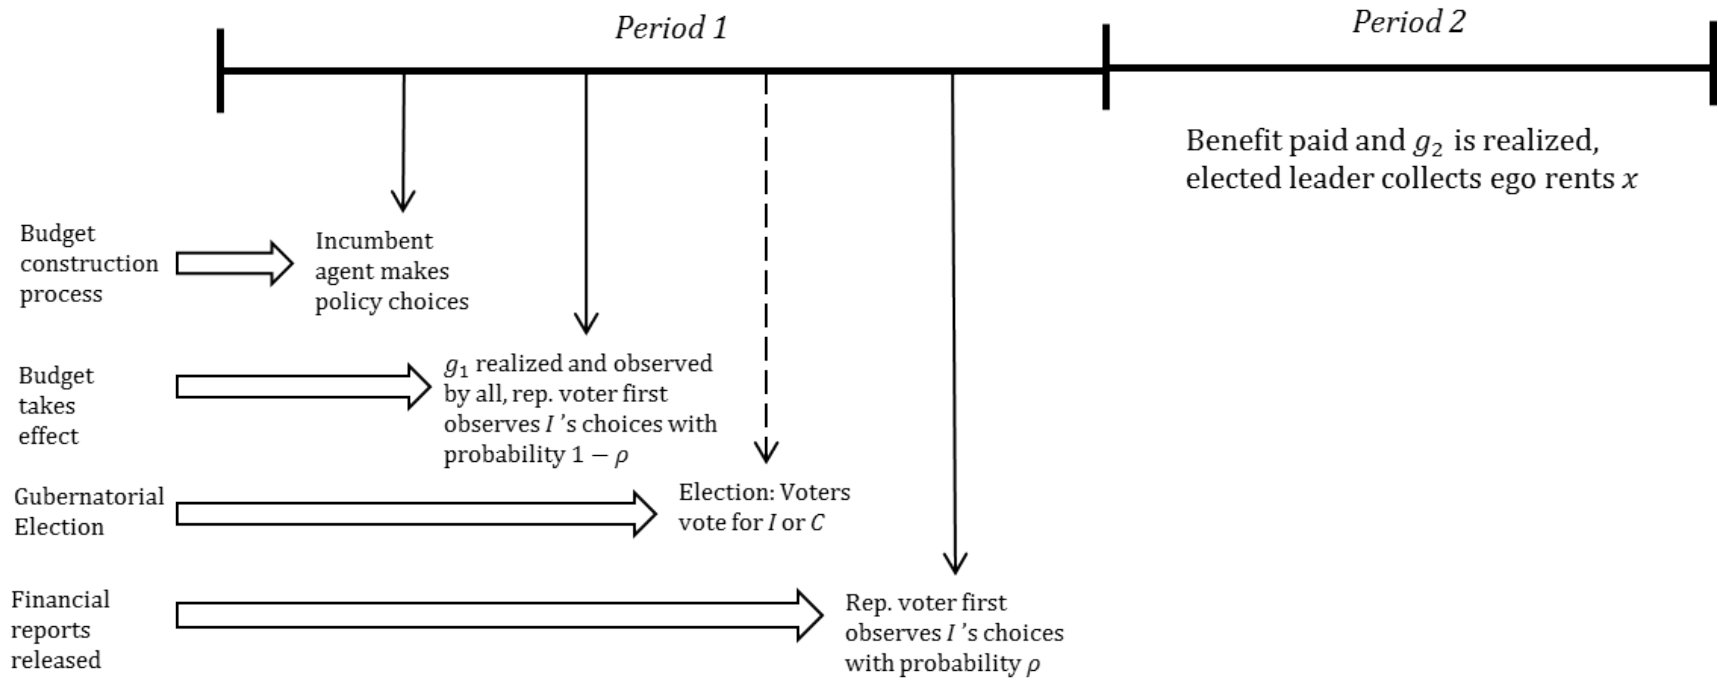 Period 1
Period 2
Benefit paid and g₂ is realized,
elected leader collects ego rents x
Budget
construction
process
Incumbent
agent makes
policy choices
Budget
takes
effect
g₁ realized and observed
by all, rep. voter first
observes I 's choices with
probability 1 − ρ
Gubernatorial
Election
Election: Voters
vote for I or C
Financial
reports
released
Rep. voter first
observes I 's choices
with probability ρ